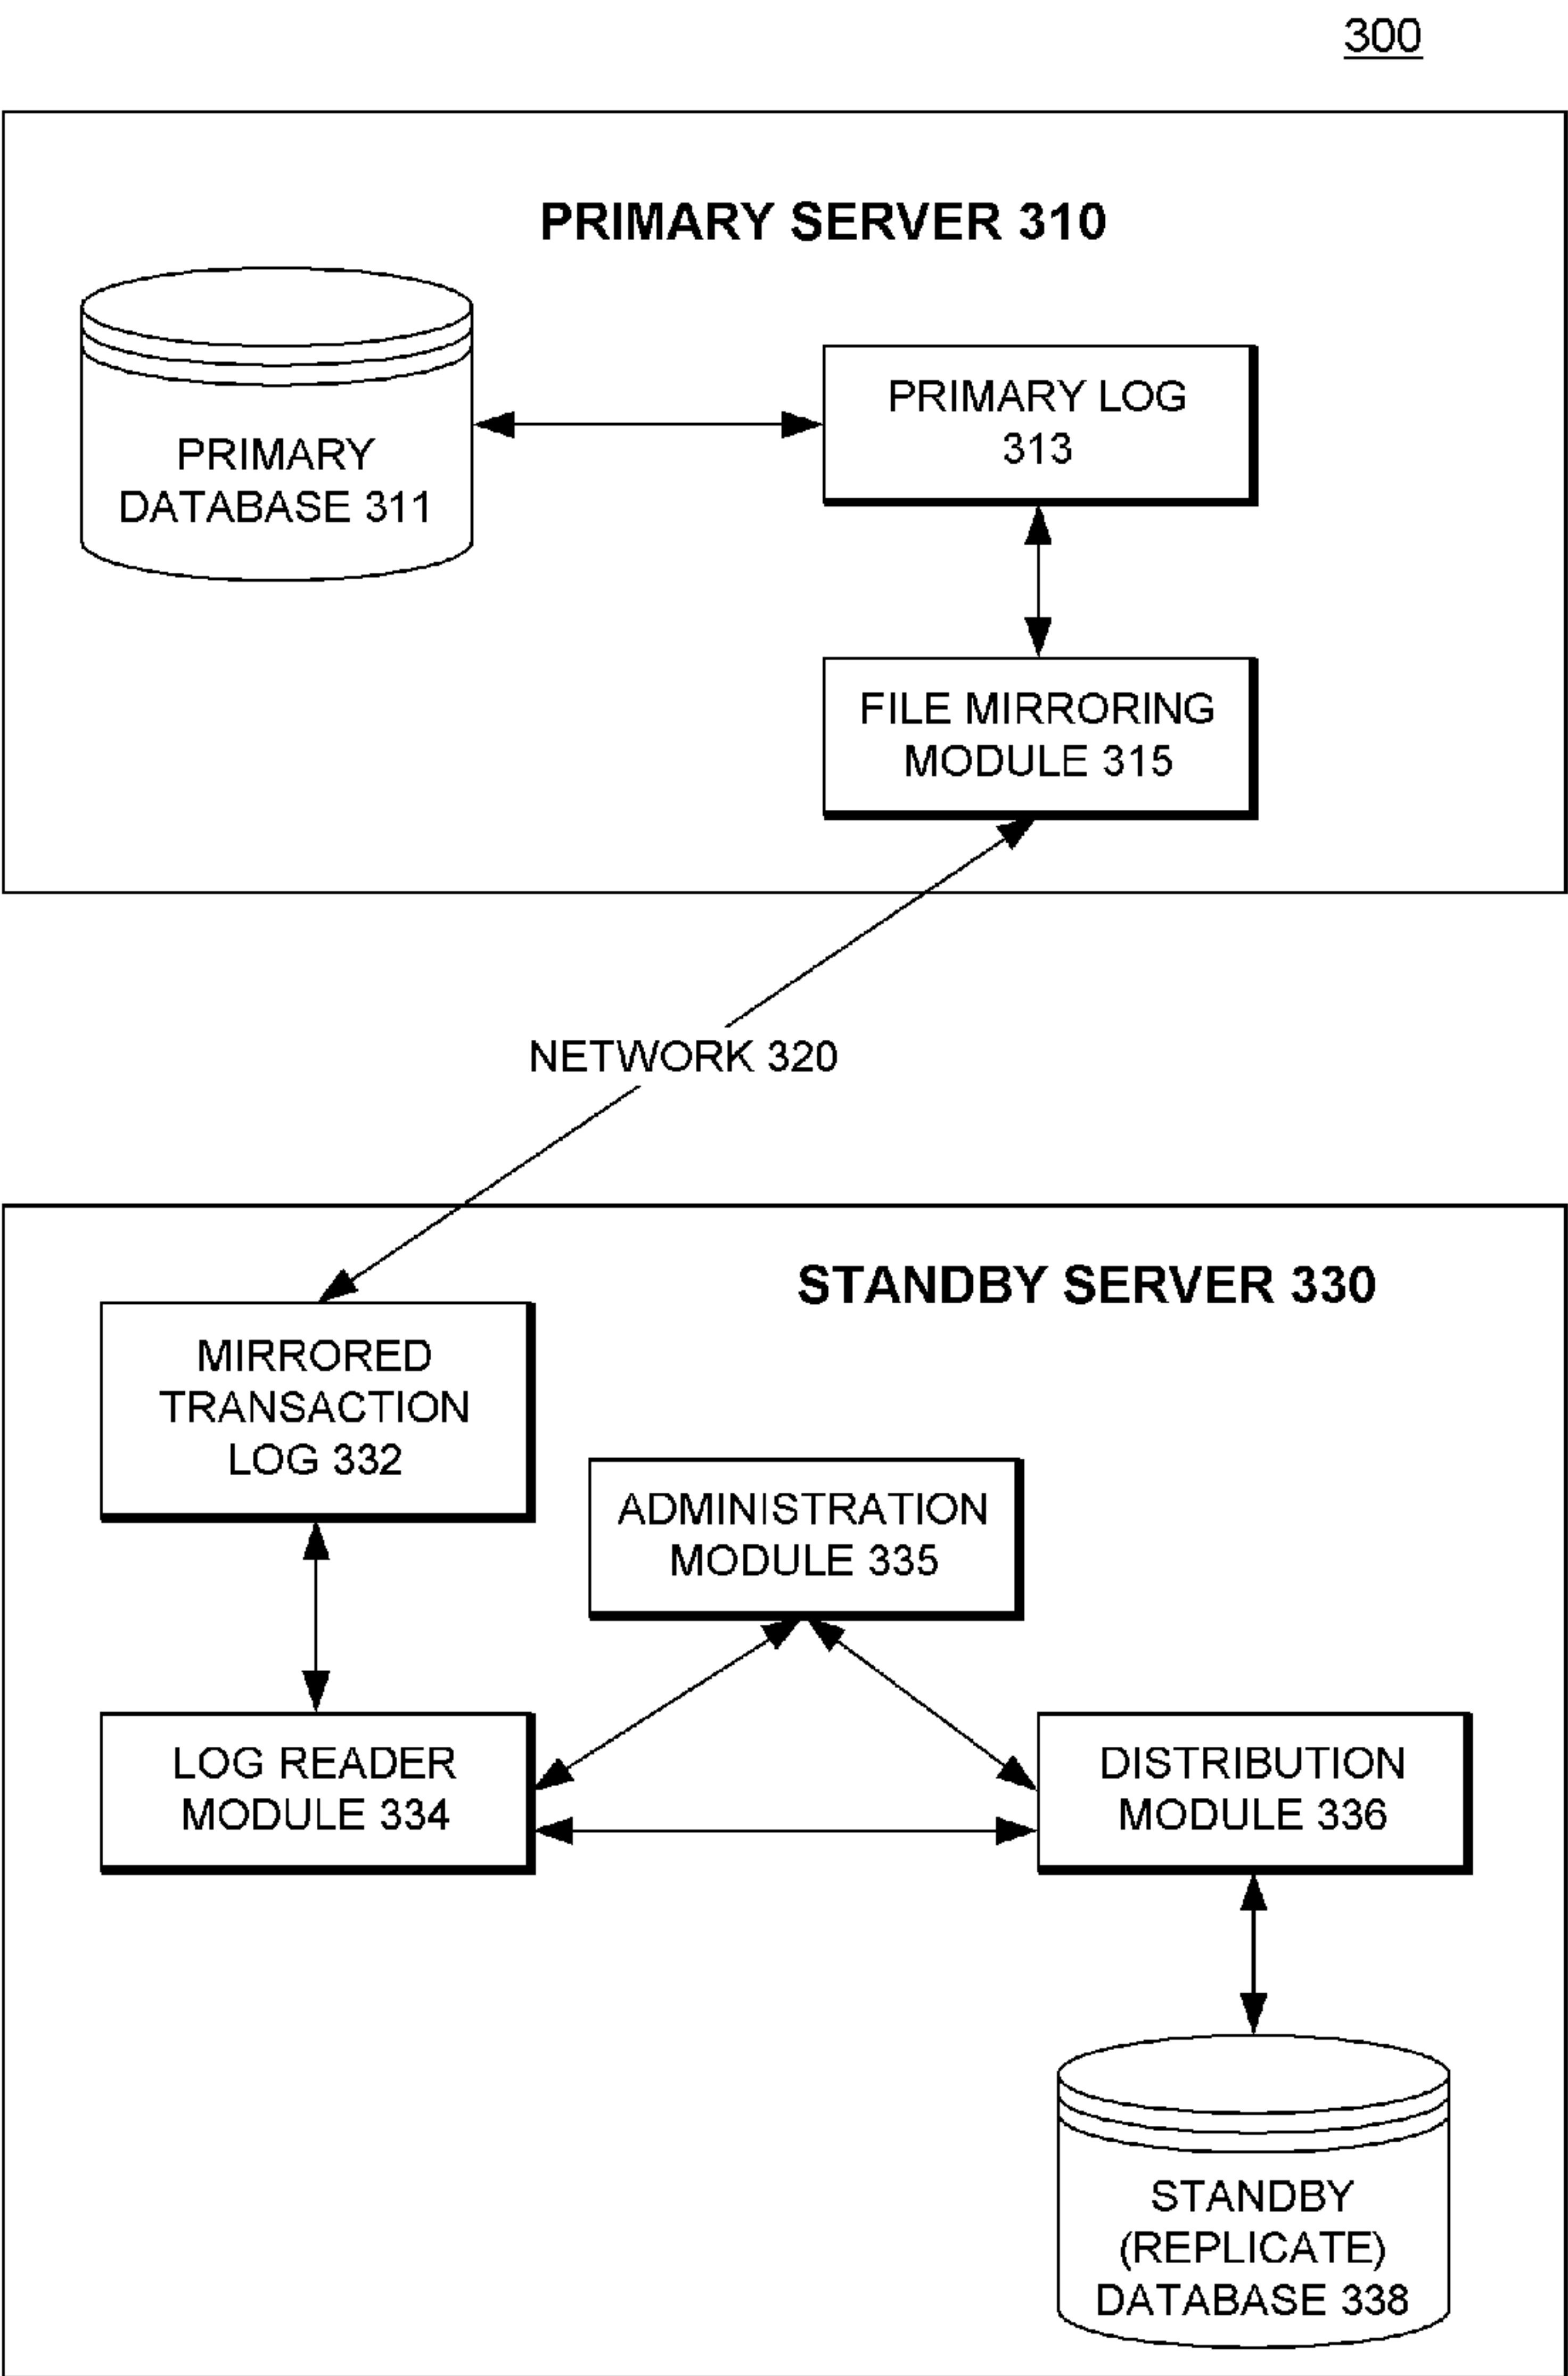 300
PRIMARY SERVER 310
PRIMARY
DATABASE 311
PRIMARY LOG
313
FILE MIRRORING
MODULE 315
NETWORK 320
STANDBY SERVER 330
MIRRORED
TRANSACTION
LOG 332
ADMINISTRATION
MODULE 335
LOG READER
MODULE 334
DISTRIBUTION
MODULE 336
STANDBY
(REPLICATE)
DATABASE 338